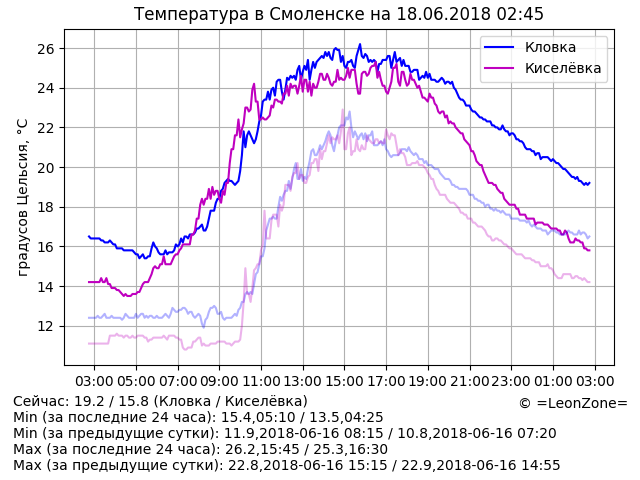 Температура в Смоленске на 18.06.2018 02:45
Кловка
Киселёвка
градусов Цельсия, °C
26
24
22
20
18
16
14
12
03:00 05:00 07:00 09:00 11:00 13:00 15:00 17:00 19:00 21:00 23:00 01:00 03:00
Сейчас: 19.2 / 15.8 (Кловка / Киселёвка)
© =LeonZone=
Min (за последние 24 часа): 15.4,05:10 / 13.5,04:25
Min (за предыдущие сутки): 11.9,2018-06-16 08:15 / 10.8,2018-06-16 07:20
Max (за последние 24 часа): 26.2,15:45 / 25.3,16:30
Max (за предыдущие сутки): 22.8,2018-06-16 15:15 / 22.9,2018-06-16 14:55